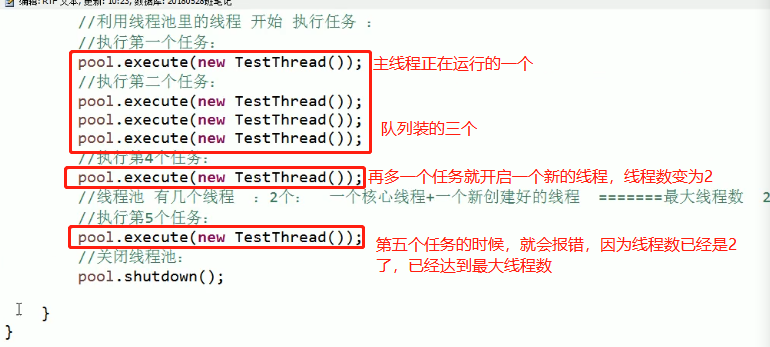 编辑: RTF 文本, 更新: 10:23, 数据库: 20180528班笔记
//利用线程池里的线程 开始 执行任务 :
//执行第一个任务:
pool.execute(new TestThread()); 主线程正在运行的一个
//执行第二个任务:
pool.execute(new TestThread());
pool.execute(new TestThread()); 队列装的三个
pool.execute(new TestThread());
//执行第4个任务:
pool.execute(new TestThread()); 再多一个任务就开启一个新的线程，线程数变为2
//线程池 有几个线程 : 2个: 一个核心线程+一个新创建好的线程 =======最大线程数 2
//执行第5个任务:
pool.execute(new TestThread()); 第五个任务的时候，就会报错，因为线程数已经是2
了，已经达到最大线程数
//关闭线程池:
pool.shutdown();
}
}